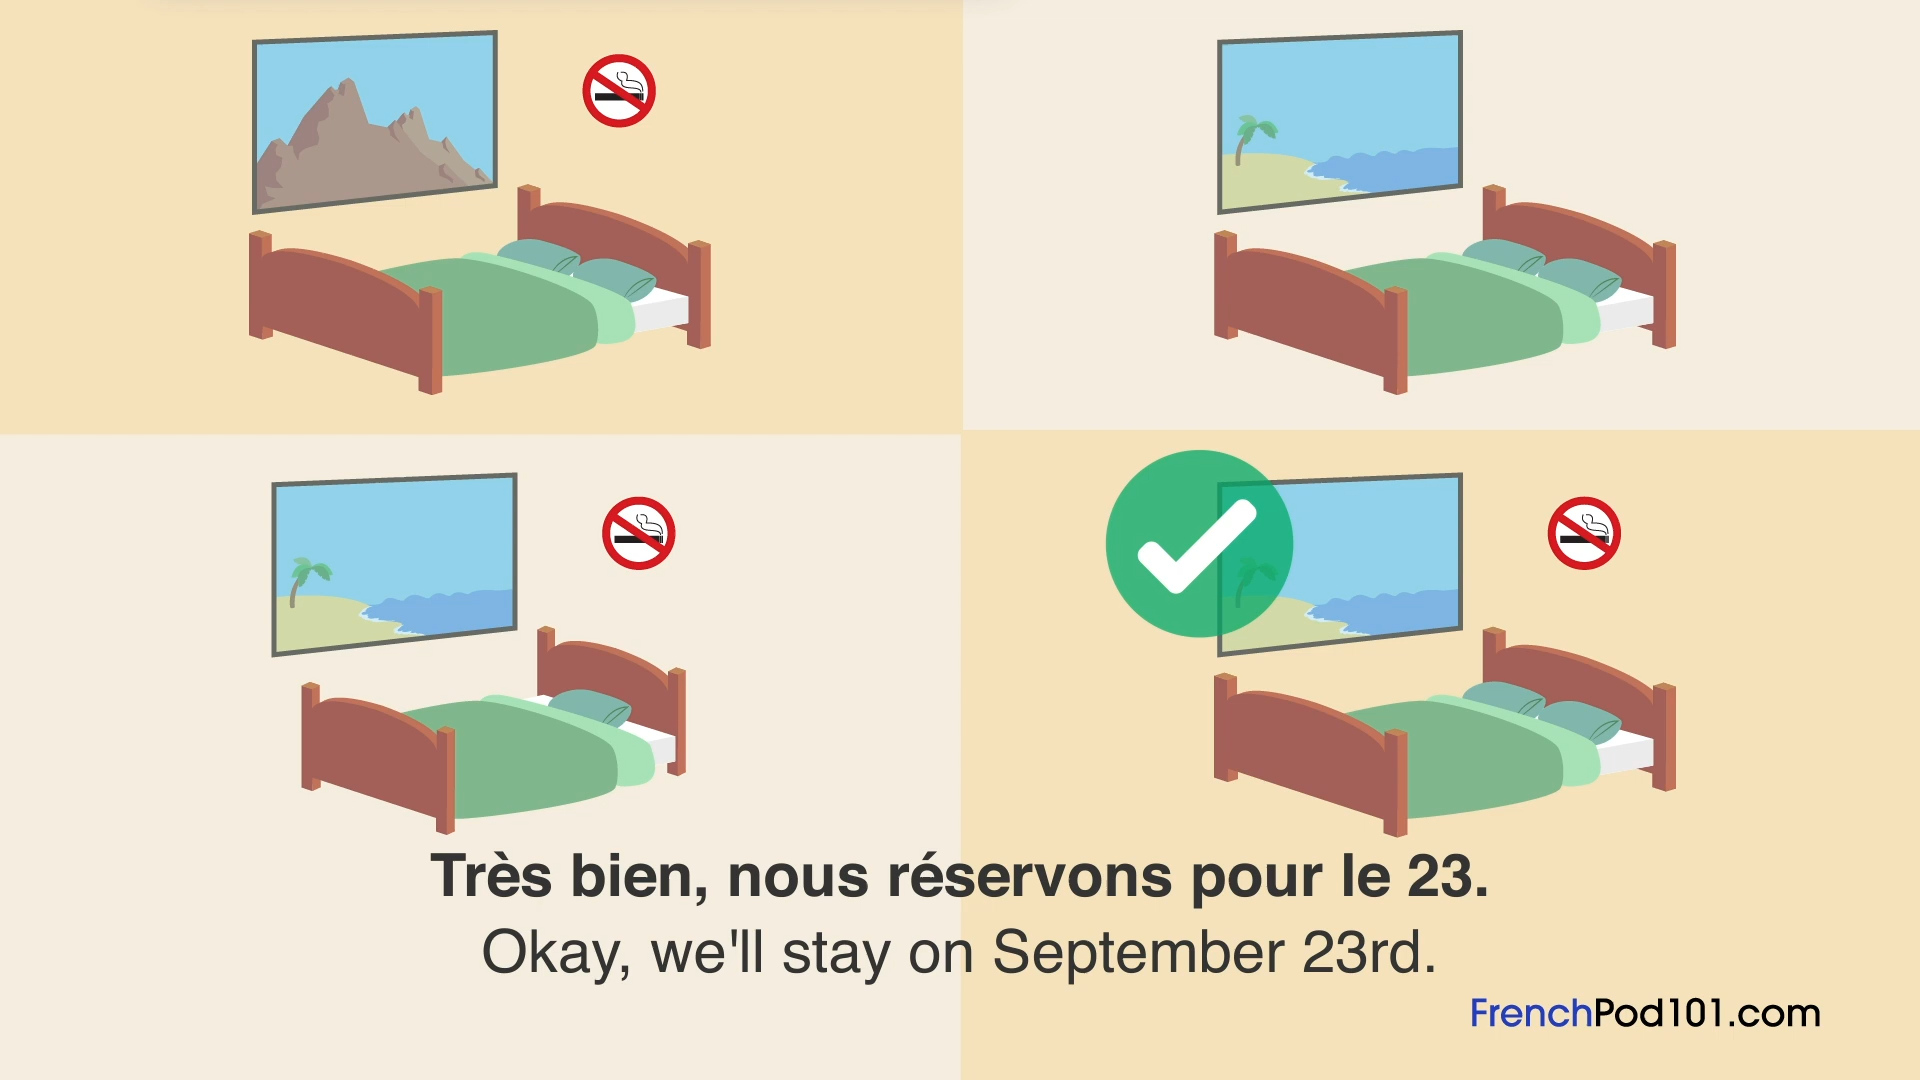 Très bien, nous réservons pour le 23.
Okay, we'll stay on September 23rd.
FrenchPod101.com